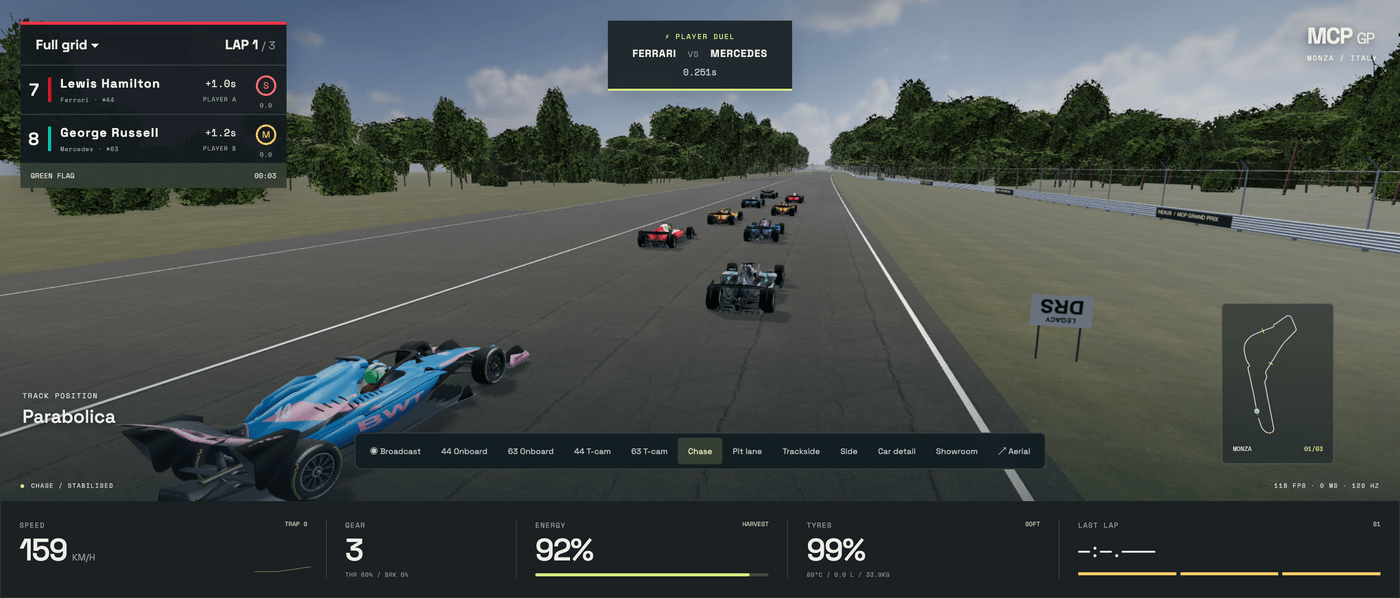 Full grid
LAP 1 / 3
7 Lewis Hamilton +1.0s S
Ferrari · #44 PLAYER A 0.0
8 George Russell +1.2s M
Mercedes · #63 PLAYER B 0.0
GREEN FLAG 00:03
⚡ PLAYER DUEL
FERRARI VS MERCEDES
0.251s
MCP GP
MONZA / ITALY
NEXUS / MCP GRAND PRIX
LEGACY
DRS
BWT
TRACK POSITION
Parabolica
CHASE / STABILISED
Broadcast 44 Onboard 63 Onboard 44 T-cam 63 T-cam Chase Pit lane Trackside Side Car detail Showroom Aerial
MONZA 01/03
118 FPS · 0 MS · 120 HZ
SPEED TRAP 0
159 KM/H
GEAR
3
THR 60% / BRK 0%
ENERGY HARVEST
92%
TYRES SOFT
99%
80°C / 0.0 L / 33.9KG
LAST LAP S1
—:—.———